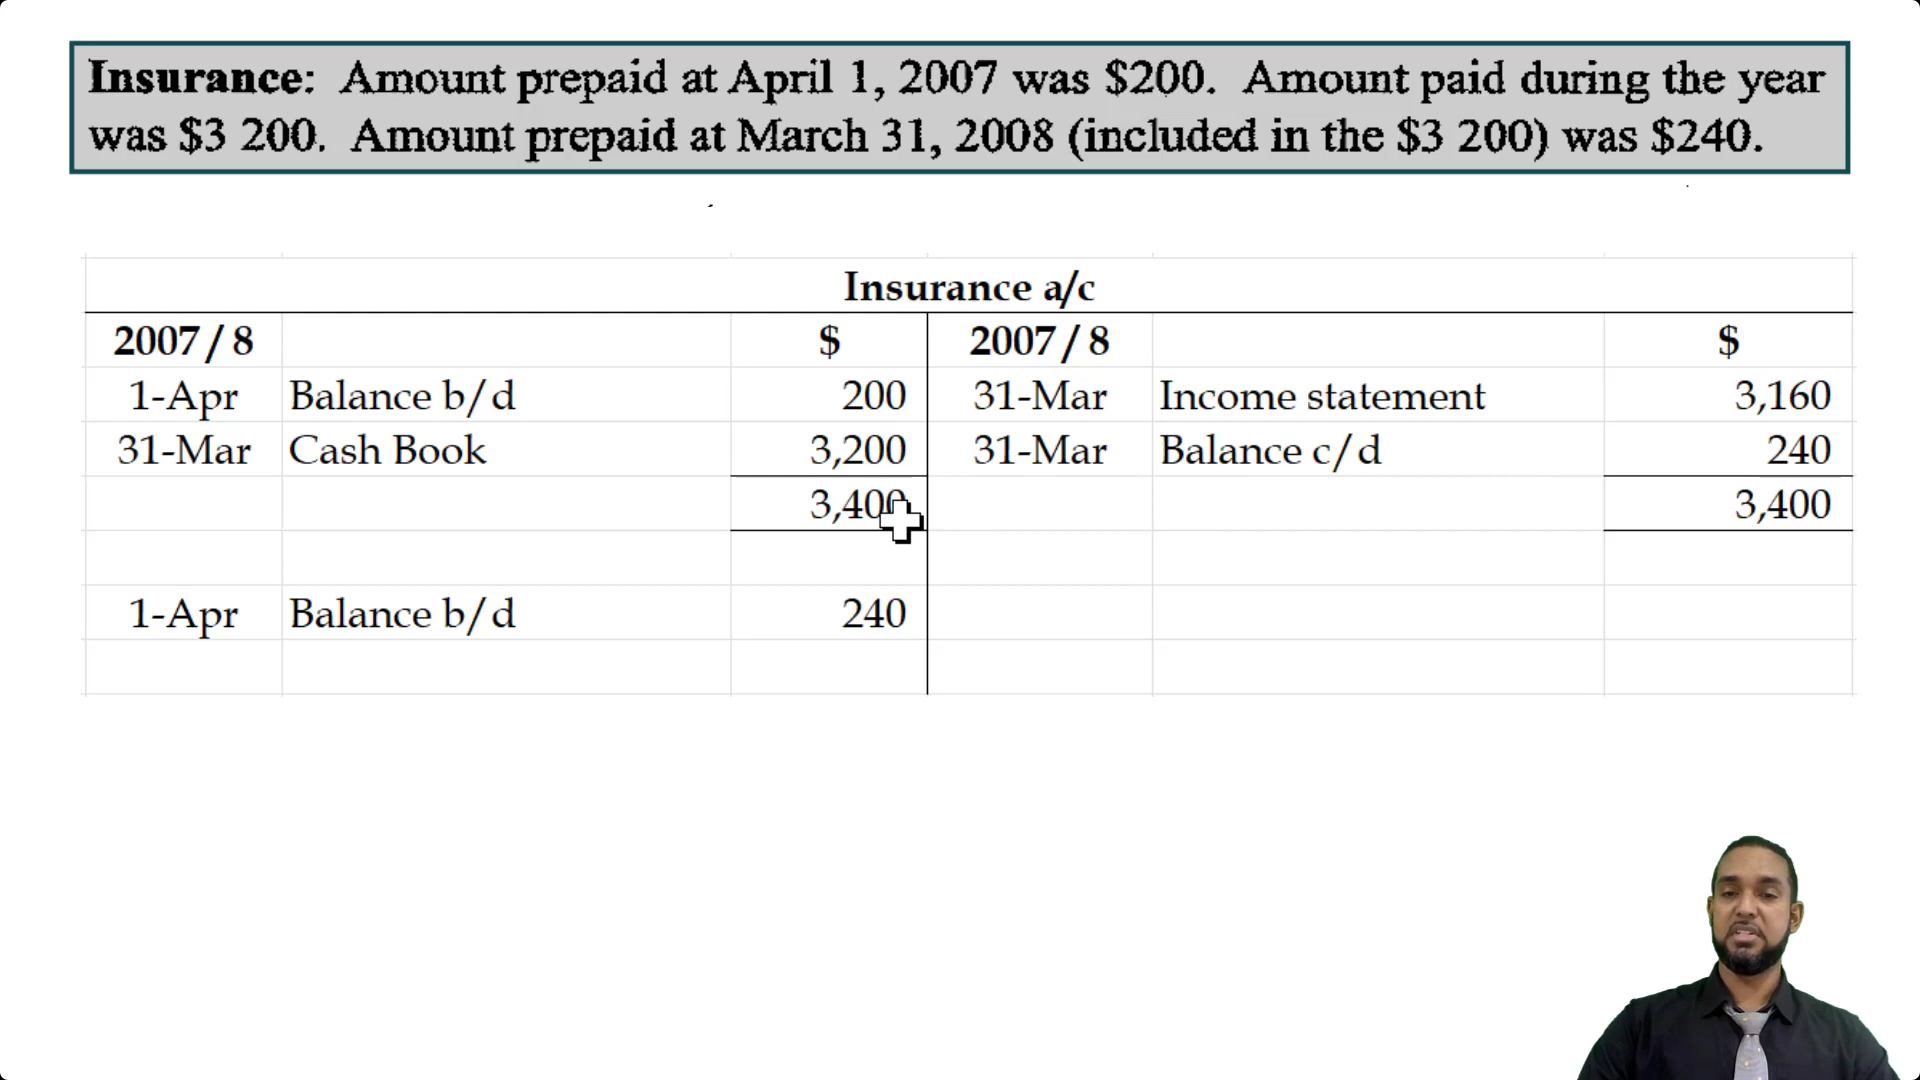 Insurance: Amount prepaid at April 1, 2007 was $200. Amount paid during the year
was $3 200. Amount prepaid at March 31, 2008 (included in the $3 200) was $240.
Insurance a/c
2007/8 $ 2007/8 $
1-Apr Balance b/d 200 31-Mar Income statement 3,160
31-Mar Cash Book 3,200 31-Mar Balance c/d 240
3,400 3,400
1-Apr Balance b/d 240